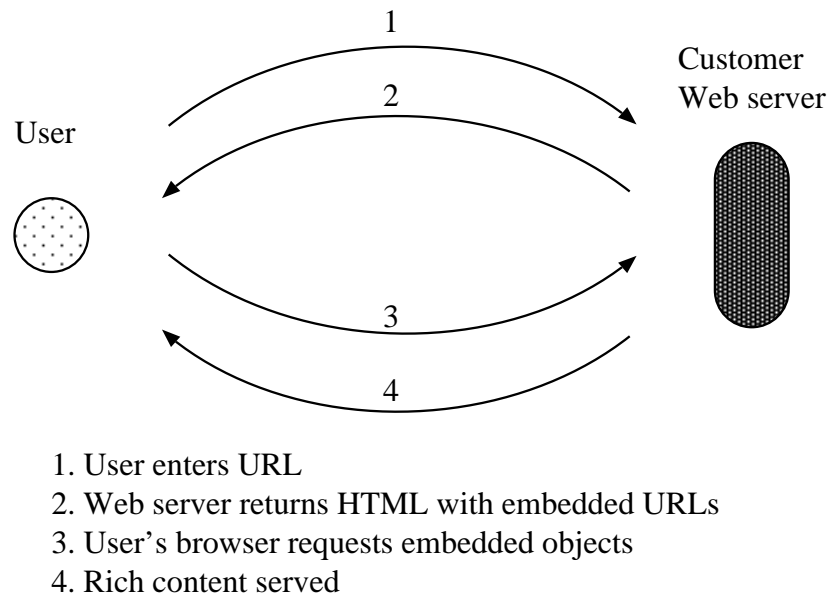 1
Customer
Web server
2
User
3
4
1. User enters URL
2. Web server returns HTML with embedded URLs
3. User's browser requests embedded objects
4. Rich content served